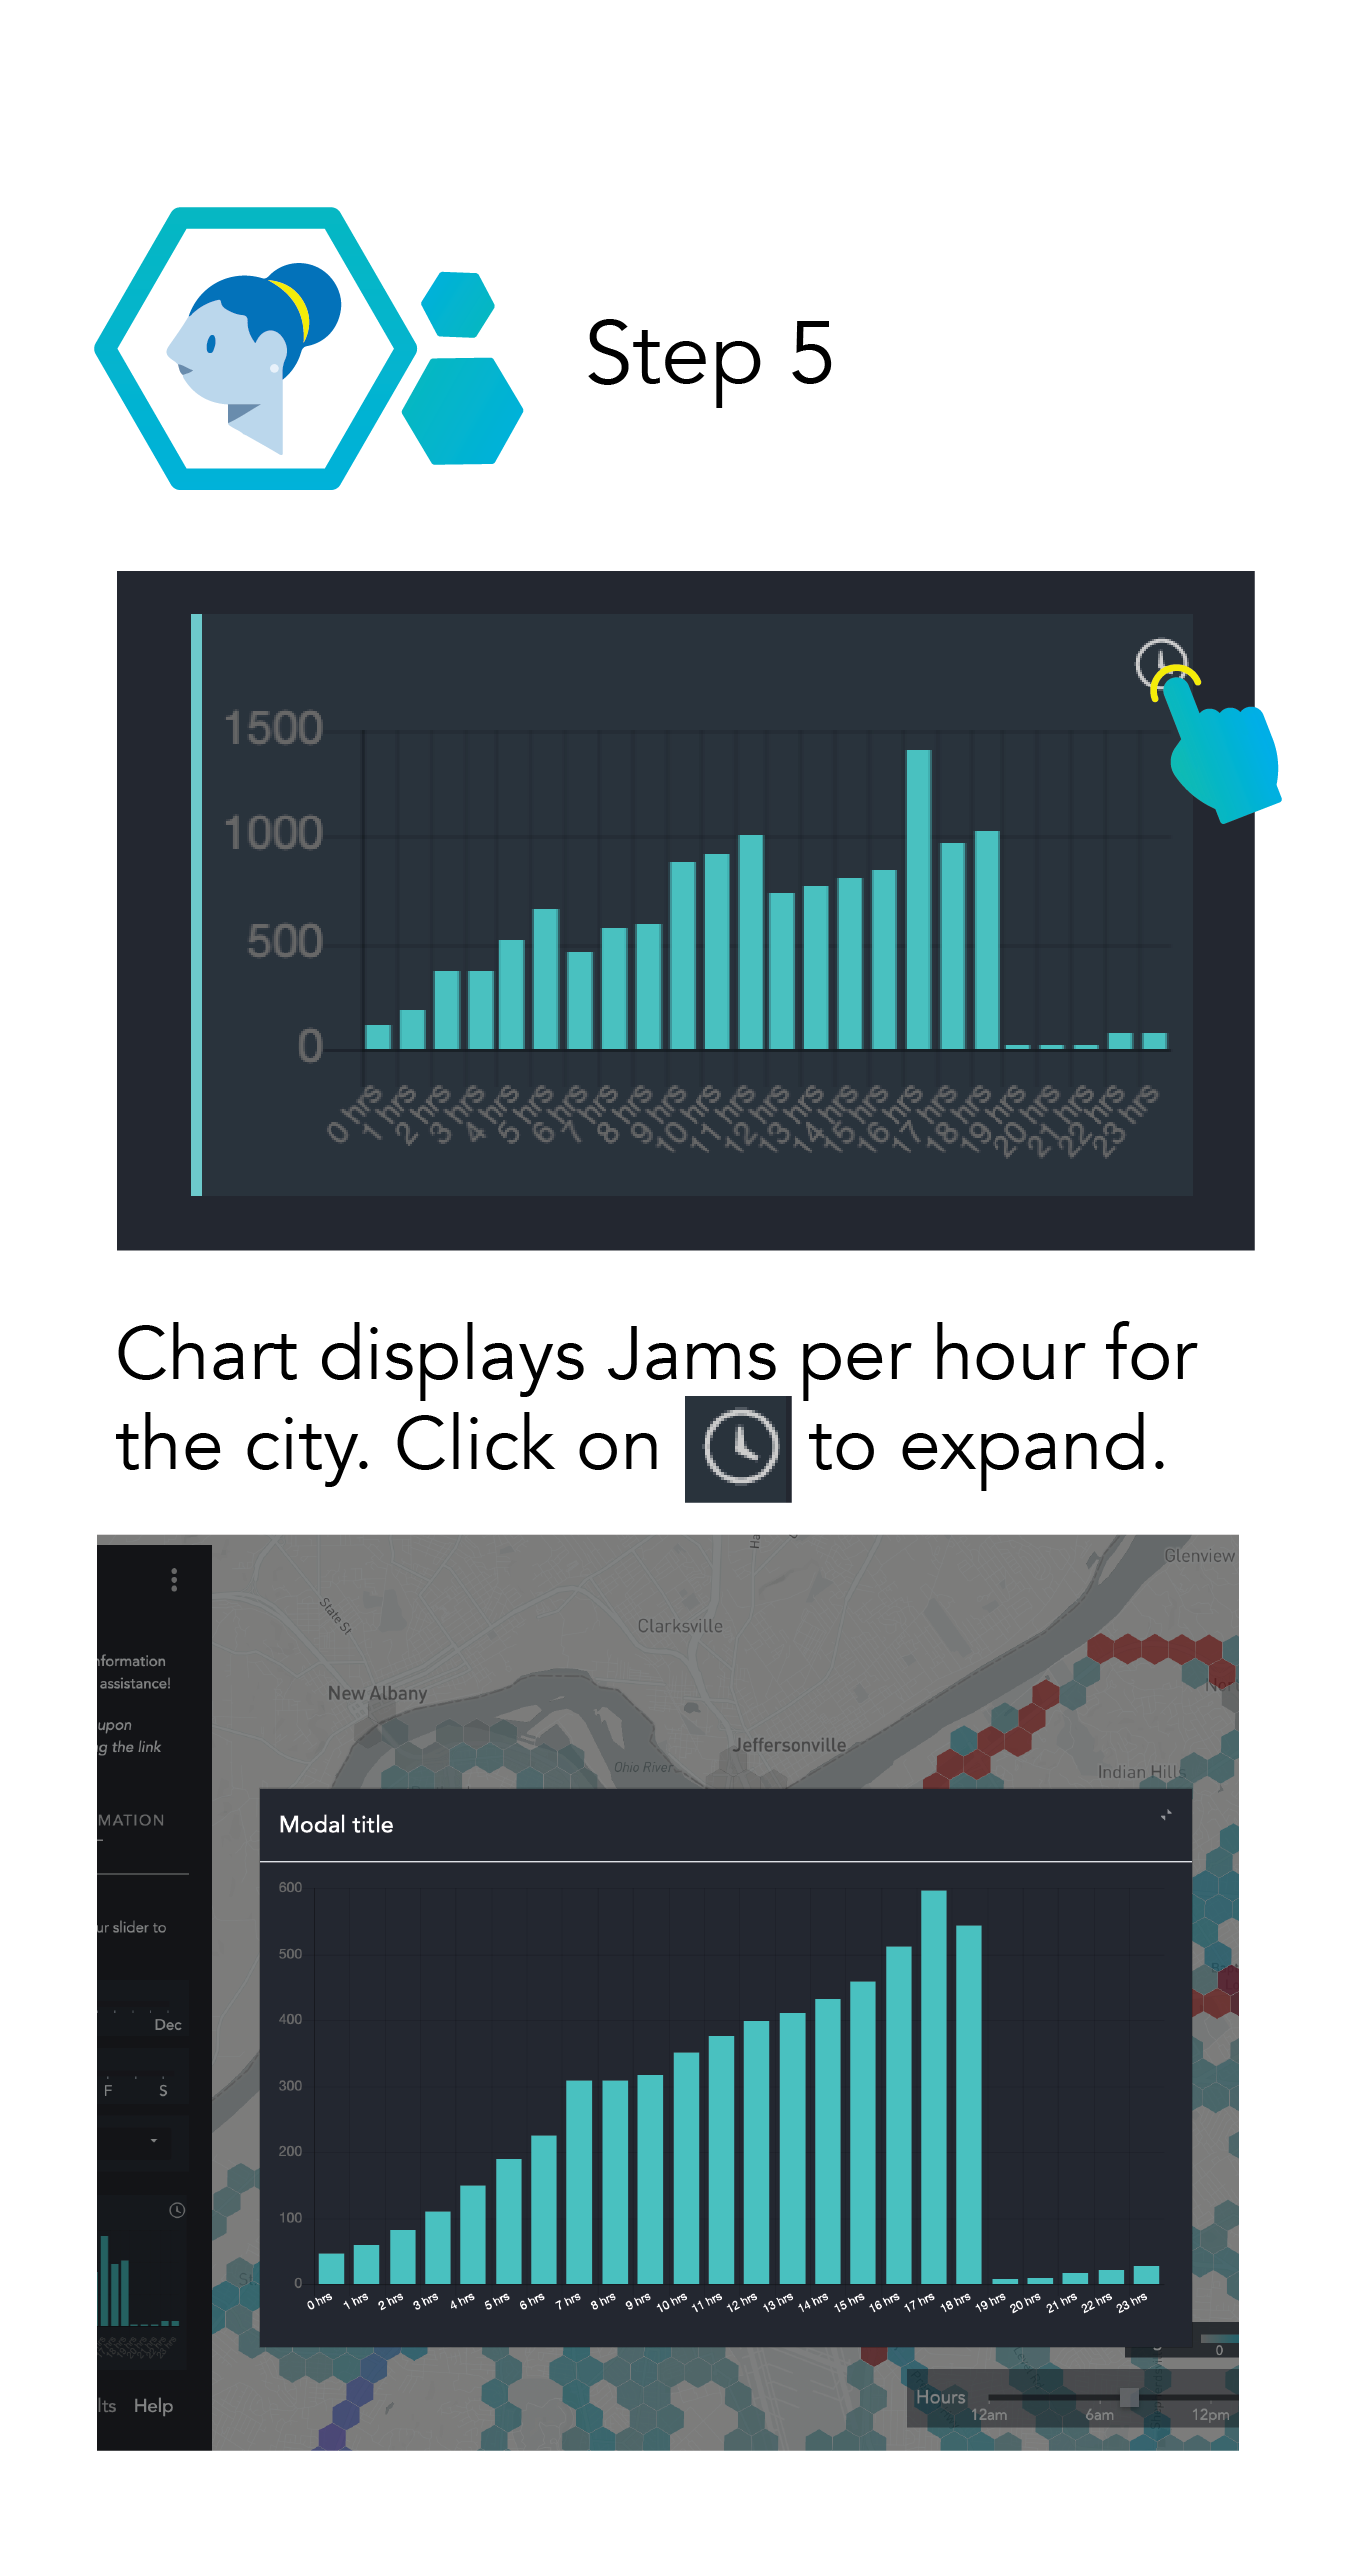 Step 5
1500
1000
500
0
0 hrs
1 hrs
2 hrs
3 hrs
4 hrs
5 hrs
6 hrs
7 hrs
8 hrs
9 hrs
10 hrs
11 hrs
12 hrs
13 hrs
14 hrs
15 hrs
16 hrs
17 hrs
18 hrs
19 hrs
20 hrs
21 hrs
22 hrs
23 hrs
Chart displays Jams per hour for
the city. Click on to expand.
Glenview
State St
Clarksville
New Albany
Jeffersonville
Ohio River
Indian Hills
nformation
assistance!
upon
g the link
MATION
ur slider to
Dec
F S
lts Help
Modal title
600
500
400
300
200
100
0
0 hrs
1 hrs
2 hrs
3 hrs
4 hrs
5 hrs
6 hrs
7 hrs
8 hrs
9 hrs
10 hrs
11 hrs
12 hrs
13 hrs
14 hrs
15 hrs
16 hrs
17 hrs
18 hrs
19 hrs
20 hrs
21 hrs
22 hrs
23 hrs
0
Hours
12am 6am 12pm